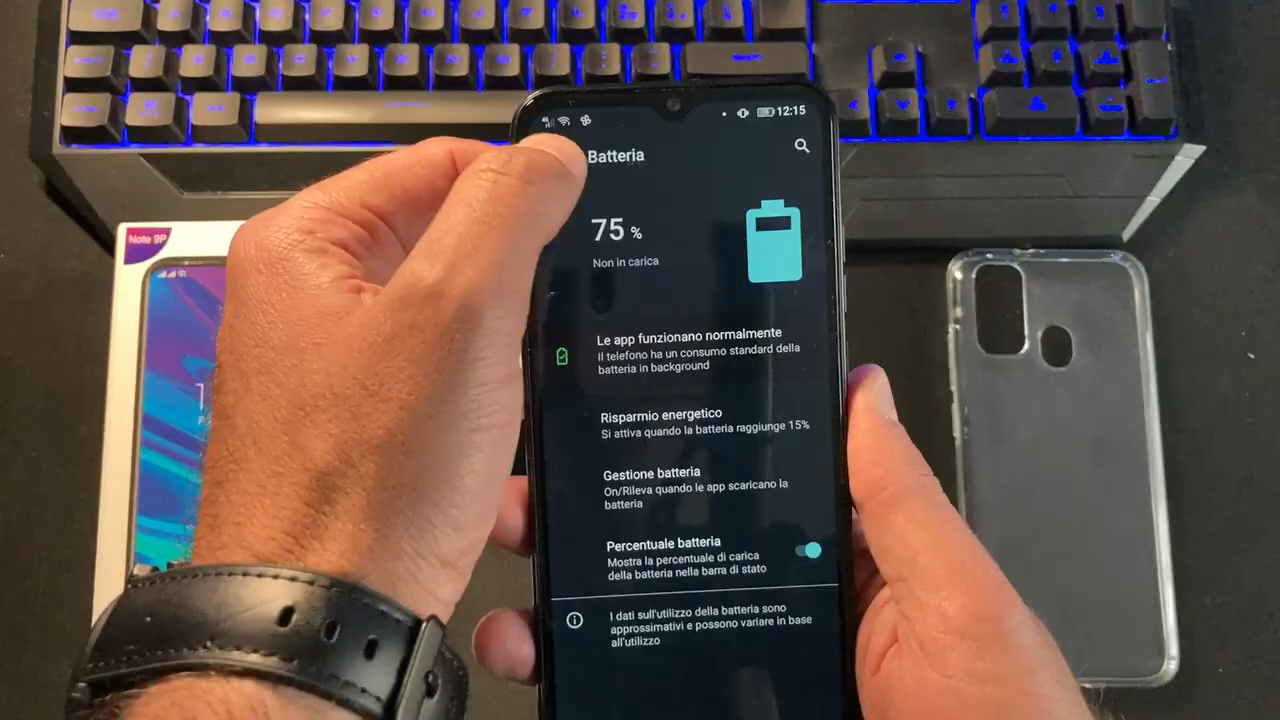 12:15
Batteria
75 %
Non in carica
Le app funzionano normalmente
Il telefono ha un consumo standard della
batteria in background
Risparmio energetico
Si attiva quando la batteria raggiunge 15%
Gestione batteria
On/Rileva quando le app scaricano la
batteria
Percentuale batteria
Mostra la percentuale di carica
della batteria nella barra di stato
I dati sull'utilizzo della batteria sono
approssimativi e possono variare in base
all'utilizzo
Note 9P